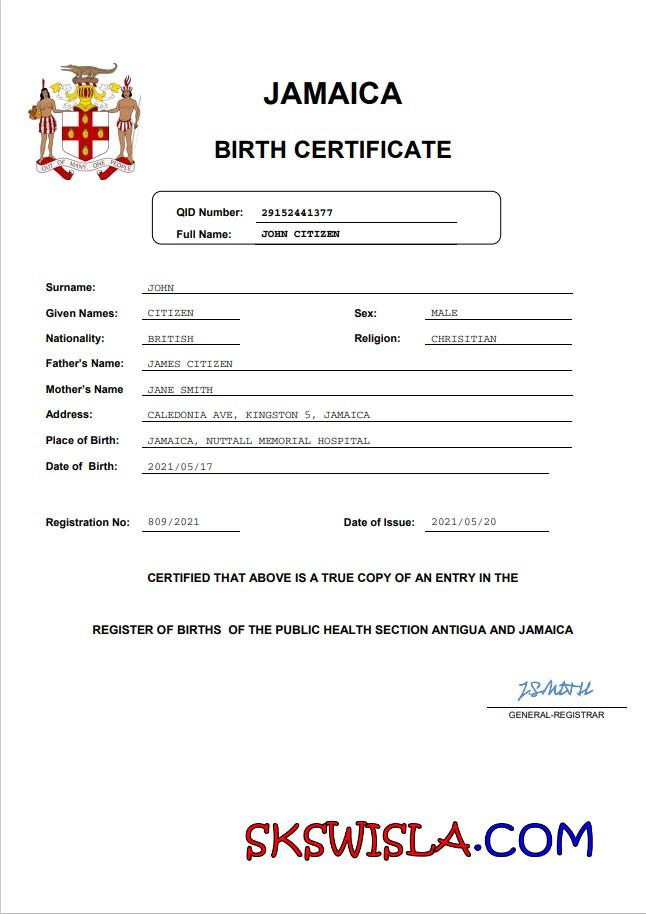 JAMAICA
BIRTH CERTIFICATE
OUT OF MANY ONE PEOPLE
QID Number: 29152441377
Full Name: JOHN CITIZEN
Surname: JOHN
Given Names: CITIZEN Sex: MALE
Nationality: BRITISH Religion: CHRISITIAN
Father's Name: JAMES CITIZEN
Mother's Name JANE SMITH
Address: CALEDONIA AVE, KINGSTON 5, JAMAICA
Place of Birth: JAMAICA, NUTTALL MEMORIAL HOSPITAL
Date of Birth: 2021/05/17
Registration No: 809/2021 Date of Issue: 2021/05/20
CERTIFIED THAT ABOVE IS A TRUE COPY OF AN ENTRY IN THE
REGISTER OF BIRTHS OF THE PUBLIC HEALTH SECTION ANTIGUA AND JAMAICA
J.SMITH
GENERAL-REGISTRAR
SKSWISLA.COM